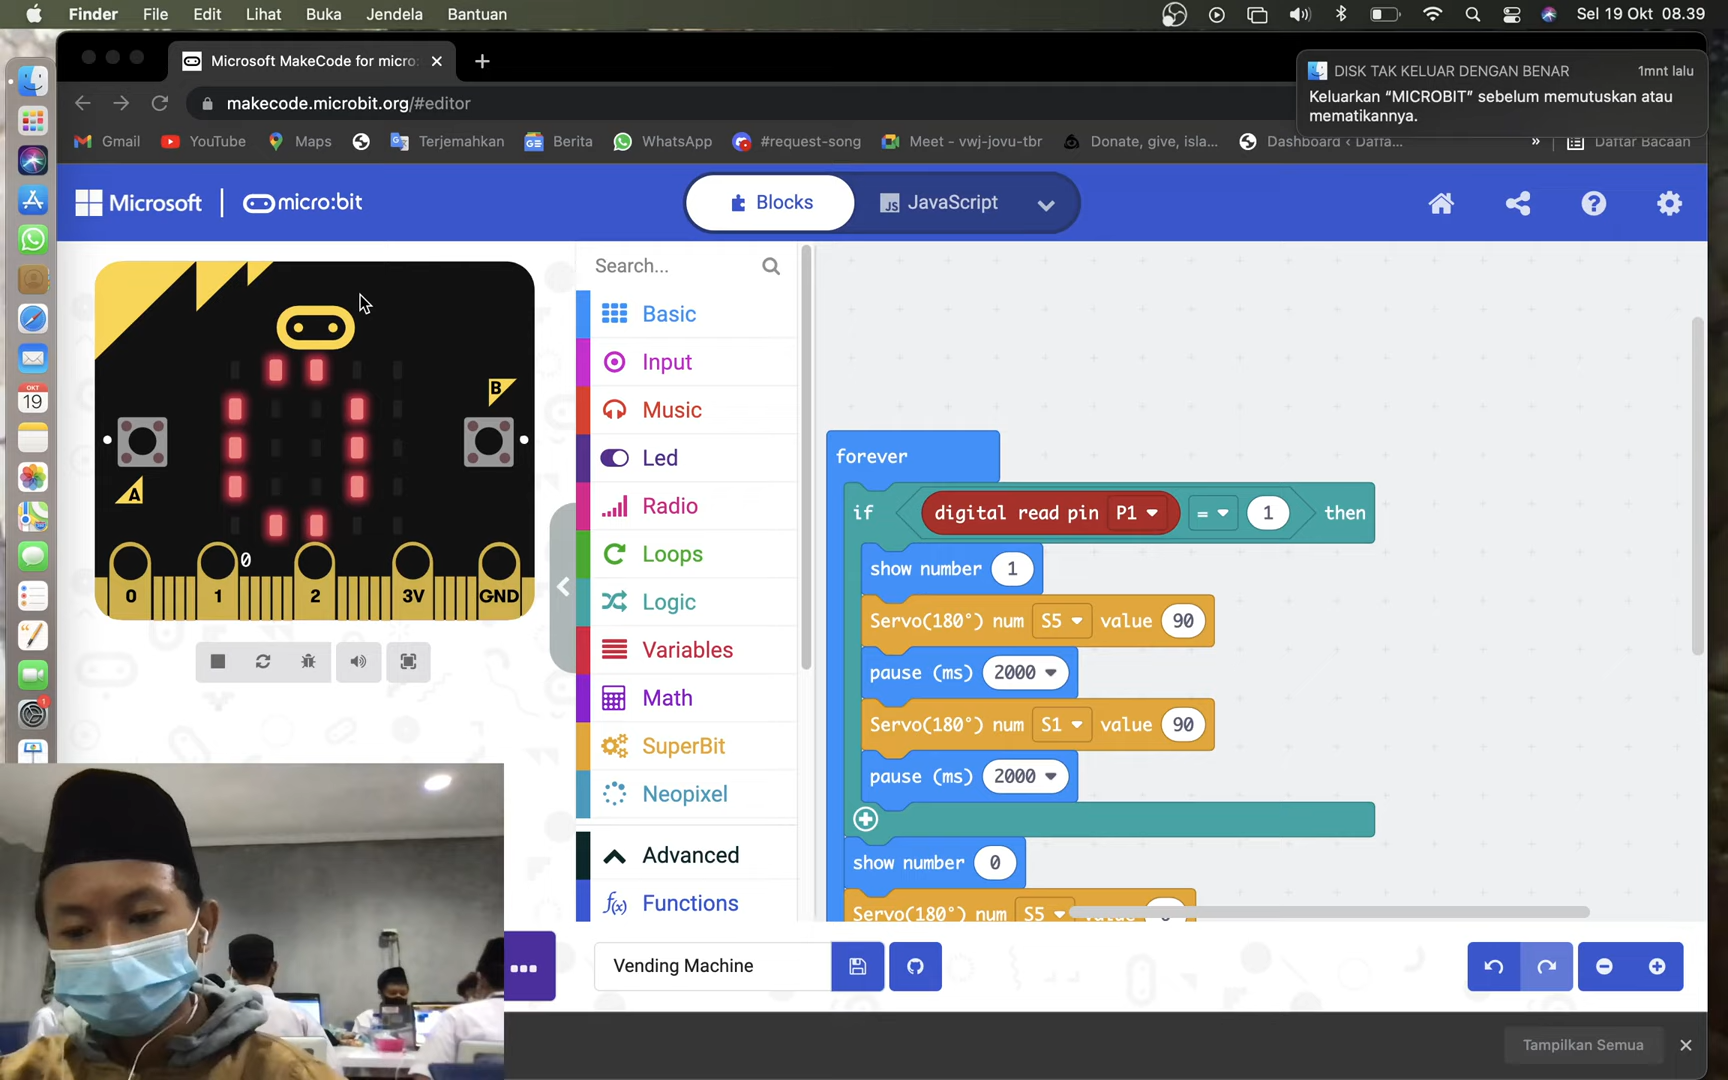 Finder File Edit Lihat Buka Jendela Bantuan Sel 19 Okt 08.39
Microsoft MakeCode for micro:
DISK TAK KELUAR DENGAN BENAR 1mnt lalu
Keluarkan “MICROBIT” sebelum memutuskan atau
mematikannya.
makecode.microbit.org/#editor
Gmail YouTube Maps Terjemahkan Berita WhatsApp #request-song Meet - vwj-jovu-tbr Donate, give, isla... Dashboard ‹ Daffa... » Daftar Bacaan
Microsoft | micro:bit
Blocks JS JavaScript
Search...
Basic
Input
Music
Led
Radio
Loops
Logic
Variables
Math
SuperBit
Neopixel
Advanced
f(x) Functions
B
A
0
0 1 2 3V GND
OKT
19
1
forever
if digital read pin P1 = 1 then
show number 1
Servo(180°) num S5 value 90
pause (ms) 2000
Servo(180°) num S1 value 90
pause (ms) 2000
show number 0
Servo(180°) num S5 value
Vending Machine
Tampilkan Semua